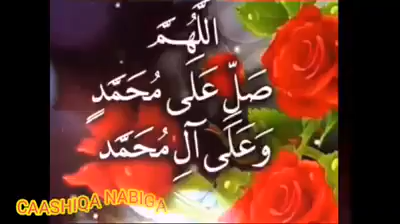 اللَّهُمَّ
صَلِّ عَلَى مُحَمَّدٍ
وَعَلَى آلِ مُحَمَّد
CAASHIQA NABIGA